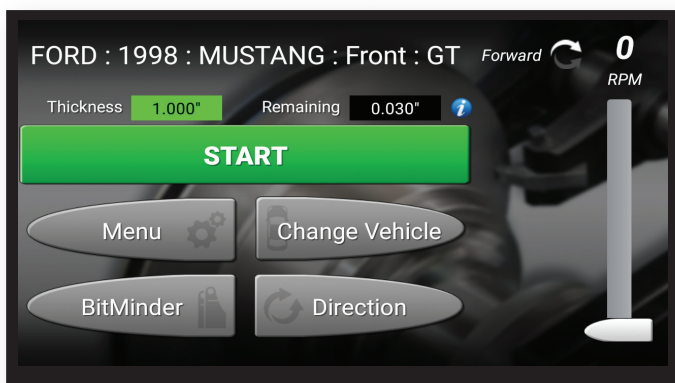 FORD : 1998 : MUSTANG : Front : GT Forward 0
RPM
Thickness 1.000" Remaining 0.030" i
START
Menu Change Vehicle
BitMinder Direction